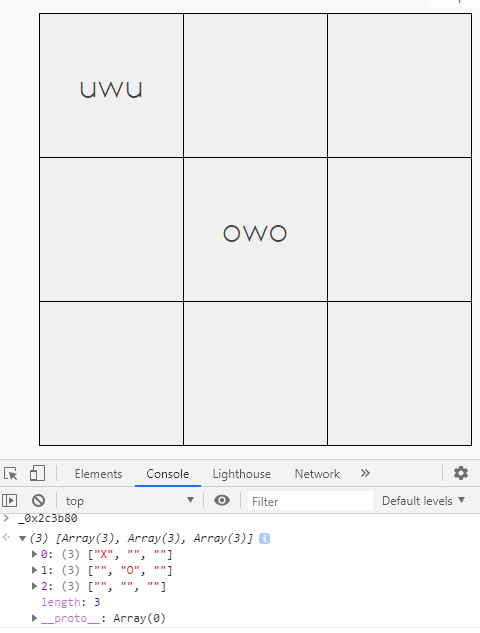 uwu
owo
Elements Console Lighthouse Network »
top ▼ Filter Default levels ▼
> _0x2c3b80
(3) [Array(3), Array(3), Array(3)] i
0: (3) ["X", "", ""]
1: (3) ["", "O", ""]
2: (3) ["", "", ""]
length: 3
__proto__: Array(0)